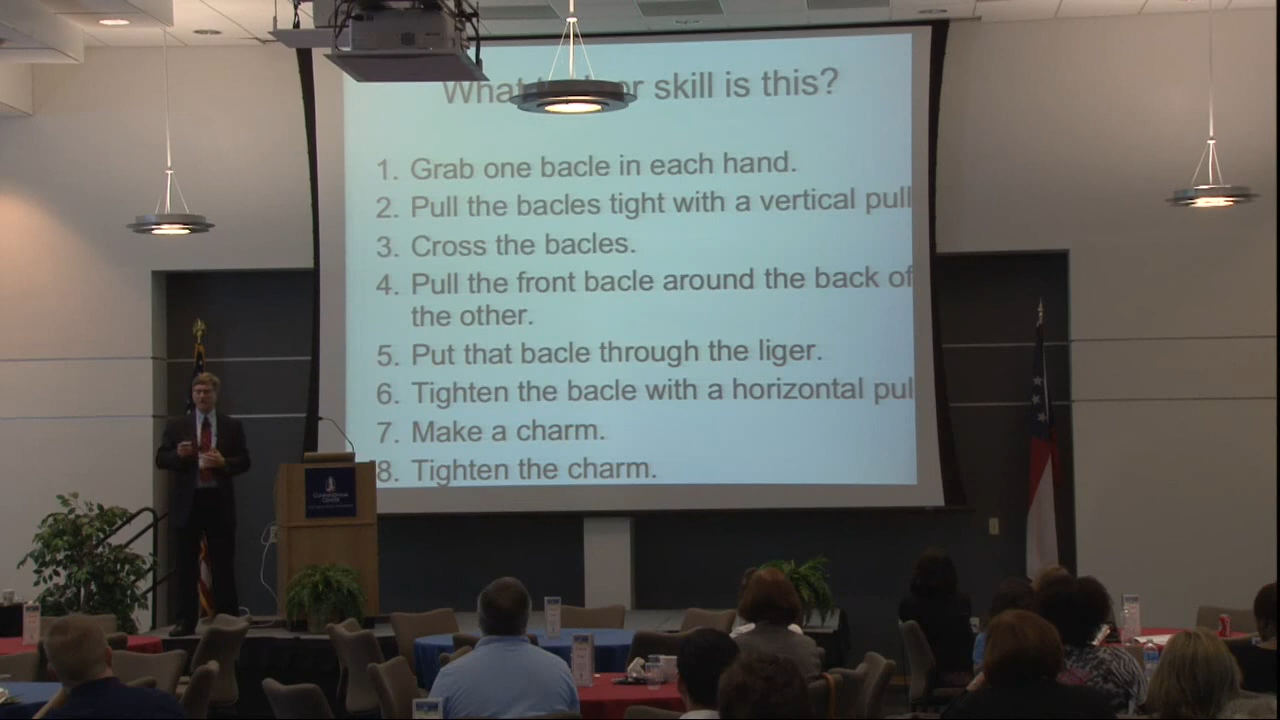 What or skill is this?
1. Grab one bacle in each hand.
2. Pull the bacles tight with a vertical pull
3. Cross the bacles.
4. Pull the front bacle around the back of
the other.
5. Put that bacle through the liger.
6. Tighten the bacle with a horizontal pul
7. Make a charm.
8. Tighten the charm.